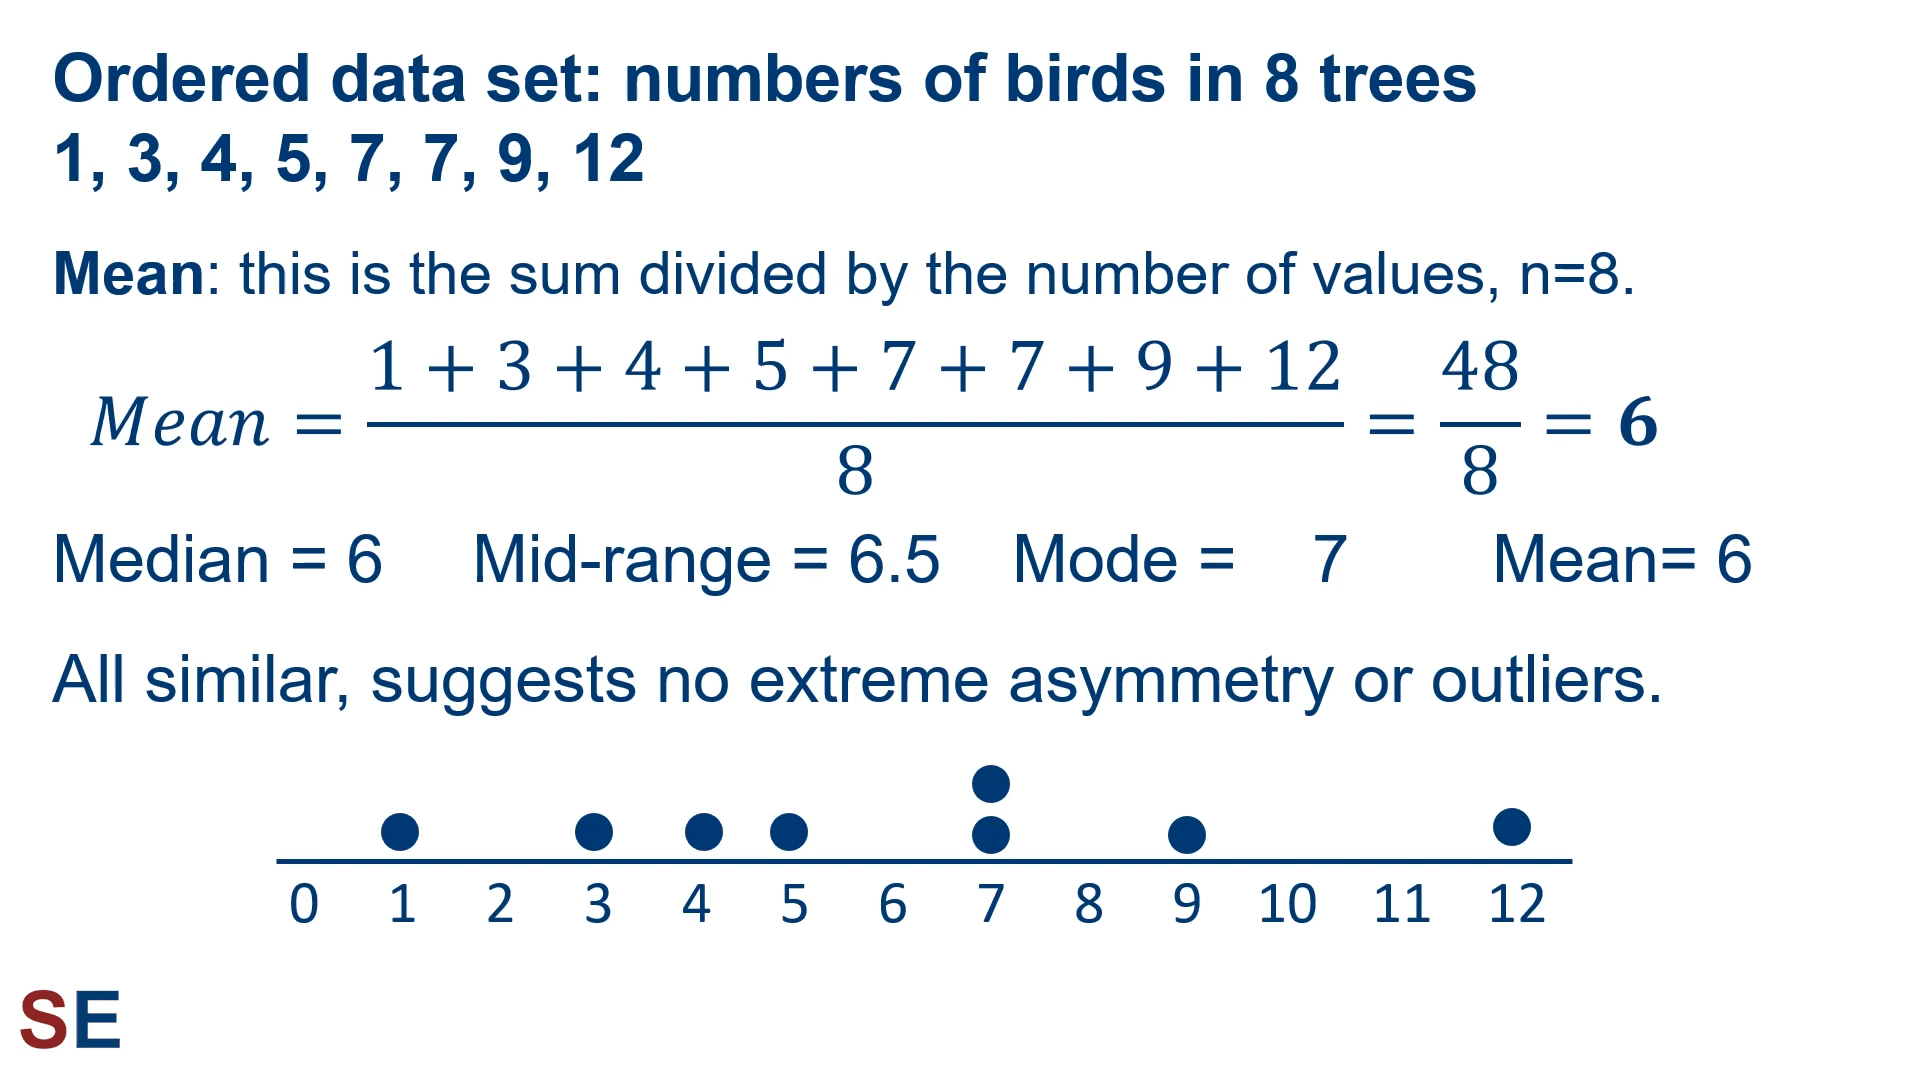 Ordered data set: numbers of birds in 8 trees
1, 3, 4, 5, 7, 7, 9, 12
Mean: this is the sum divided by the number of values, n=8.
Mean = (1 + 3 + 4 + 5 + 7 + 7 + 9 + 12)/8 = 48/8 = 6
Median = 6 Mid-range = 6.5 Mode = 7 Mean= 6
All similar, suggests no extreme asymmetry or outliers.
0 1 2 3 4 5 6 7 8 9 10 11 12
SE